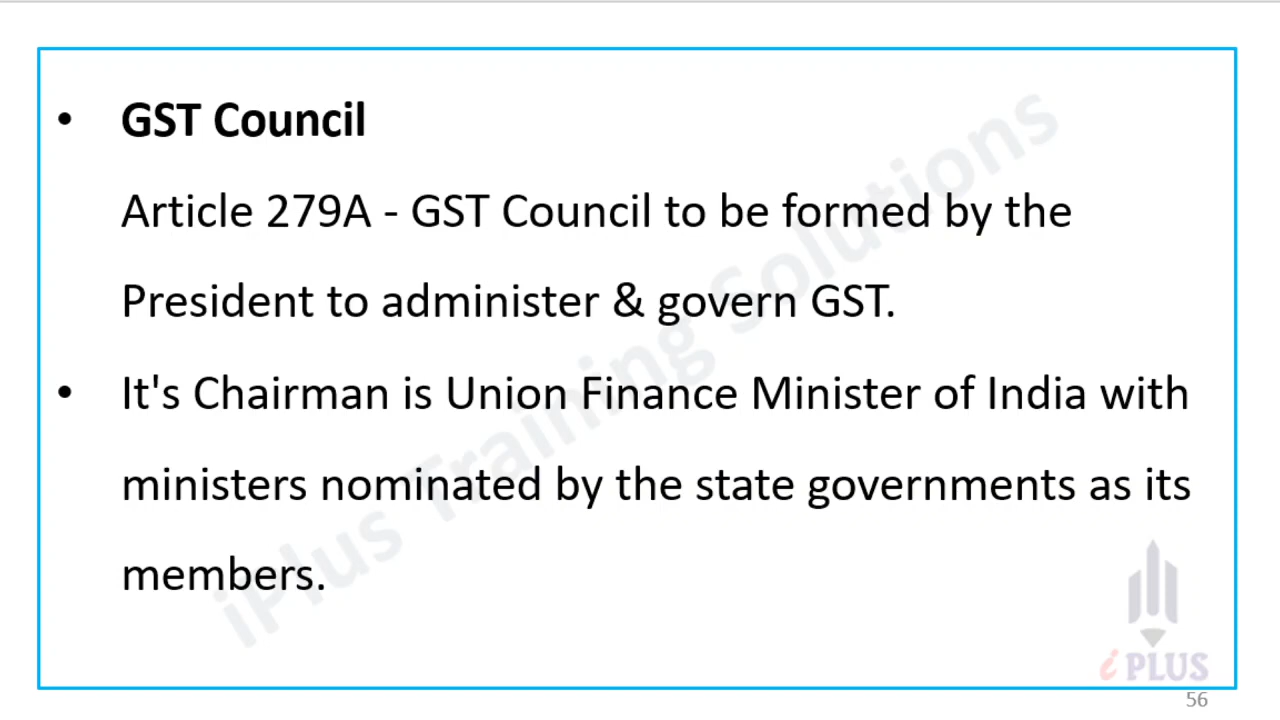 • GST Council
Article 279A - GST Council to be formed by the
President to administer & govern GST.
• It's Chairman is Union Finance Minister of India with
ministers nominated by the state governments as its
members.
iPlus Training Solutions
i PLUS
56